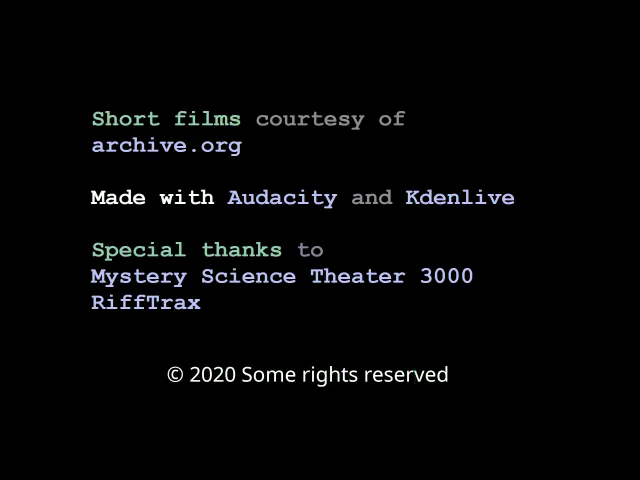 Short films courtesy of
archive.org
Made with Audacity and Kdenlive
Special thanks to
Mystery Science Theater 3000
RiffTrax
© 2020 Some rights reserved